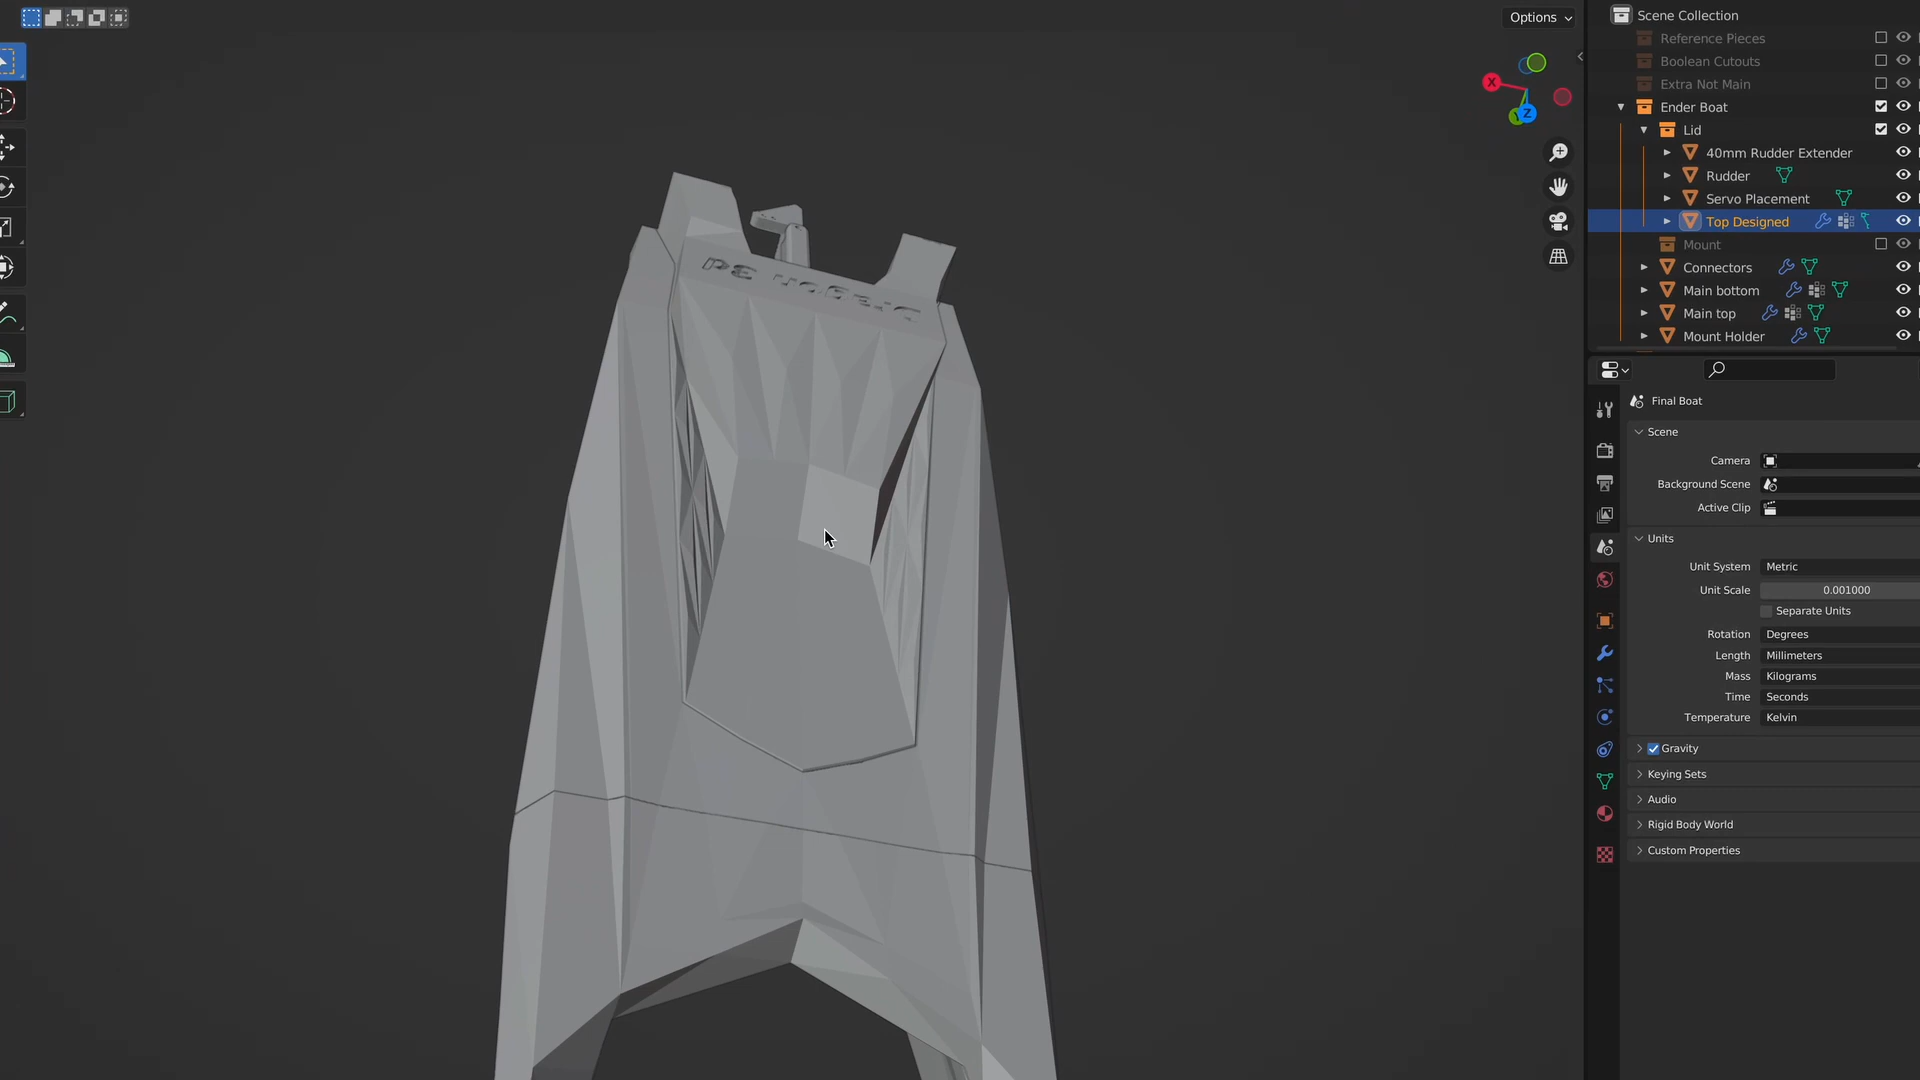 Options
Scene Collection
Reference Pieces
Boolean Cutouts
Extra Not Main
Ender Boat
Lid
40mm Rudder Extender
Rudder
Servo Placement
Top Designed
Mount
Connectors
Main bottom
Main top
Mount Holder
X
Z
Final Boat
Scene
Camera
Background Scene
Active Clip
Units
Unit System Metric
Unit Scale 0.001000
Separate Units
Rotation Degrees
Length Millimeters
Mass Kilograms
Time Seconds
Temperature Kelvin
Gravity
Keying Sets
Audio
Rigid Body World
Custom Properties